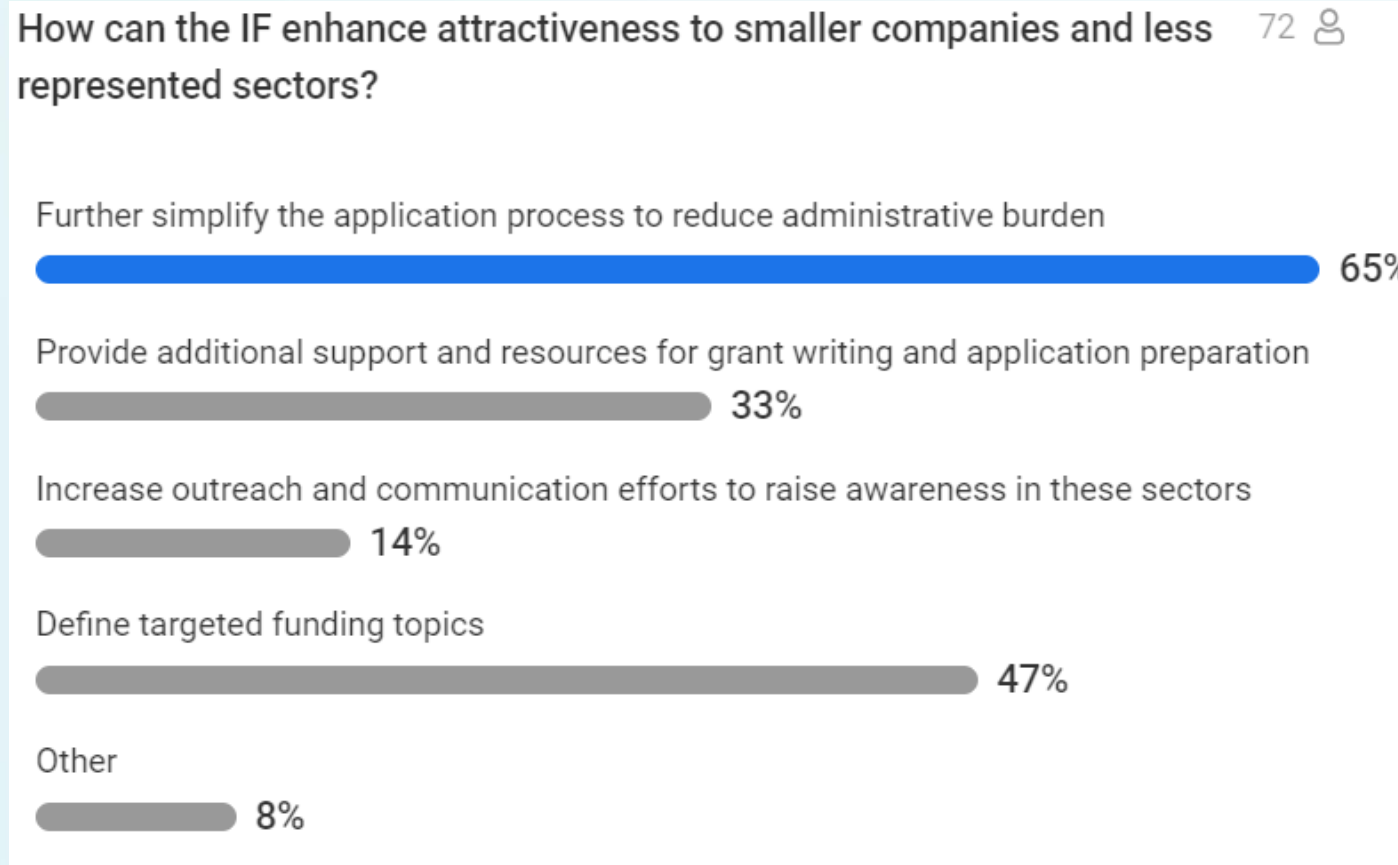 How can the IF enhance attractiveness to smaller companies and less 72
represented sectors?
Further simplify the application process to reduce administrative burden
65%
Provide additional support and resources for grant writing and application preparation
33%
Increase outreach and communication efforts to raise awareness in these sectors
14%
Define targeted funding topics
47%
Other
8%